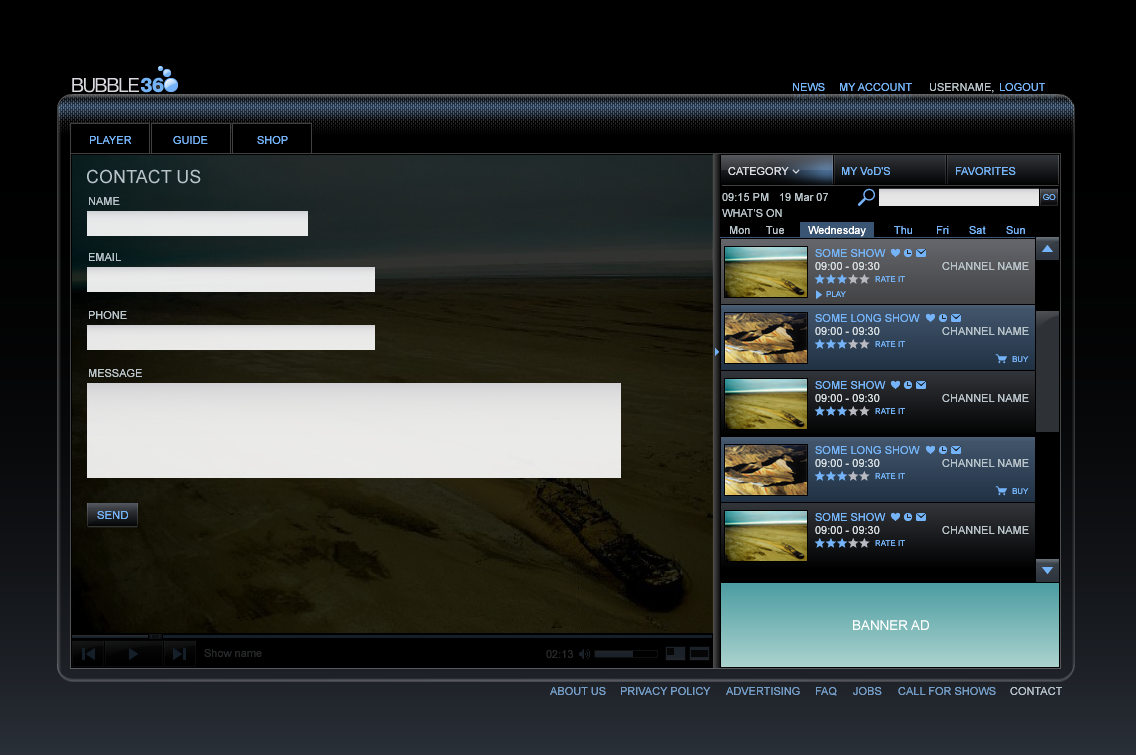 BUBBLE360
NEWS MY ACCOUNT USERNAME, LOGOUT
PLAYER GUIDE SHOP
CONTACT US
NAME
EMAIL
PHONE
MESSAGE
SEND
Show name 02:13
CATEGORY MY VoD'S FAVORITES
09:15 PM 19 Mar 07 GO
WHAT'S ON
Mon Tue Wednesday Thu Fri Sat Sun
SOME SHOW
09:00 - 09:30 CHANNEL NAME
RATE IT
PLAY
SOME LONG SHOW
09:00 - 09:30 CHANNEL NAME
RATE IT
BUY
SOME SHOW
09:00 - 09:30 CHANNEL NAME
RATE IT
SOME LONG SHOW
09:00 - 09:30 CHANNEL NAME
RATE IT
BUY
SOME SHOW
09:00 - 09:30 CHANNEL NAME
RATE IT
BANNER AD
ABOUT US PRIVACY POLICY ADVERTISING FAQ JOBS CALL FOR SHOWS CONTACT